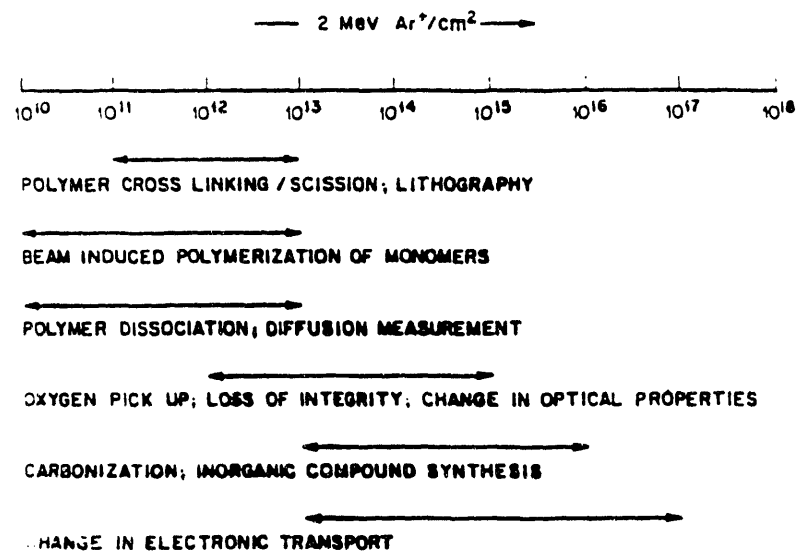 2 MeV Ar⁺/cm²
10¹⁰ 10¹¹ 10¹² 10¹³ 10¹⁴ 10¹⁵ 10¹⁶ 10¹⁷ 10¹⁸
POLYMER CROSS LINKING / SCISSION; LITHOGRAPHY
BEAM INDUCED POLYMERIZATION OF MONOMERS
POLYMER DISSOCIATION; DIFFUSION MEASUREMENT
OXYGEN PICK UP; LOSS OF INTEGRITY; CHANGE IN OPTICAL PROPERTIES
CARBONIZATION; INORGANIC COMPOUND SYNTHESIS
CHANGE IN ELECTRONIC TRANSPORT